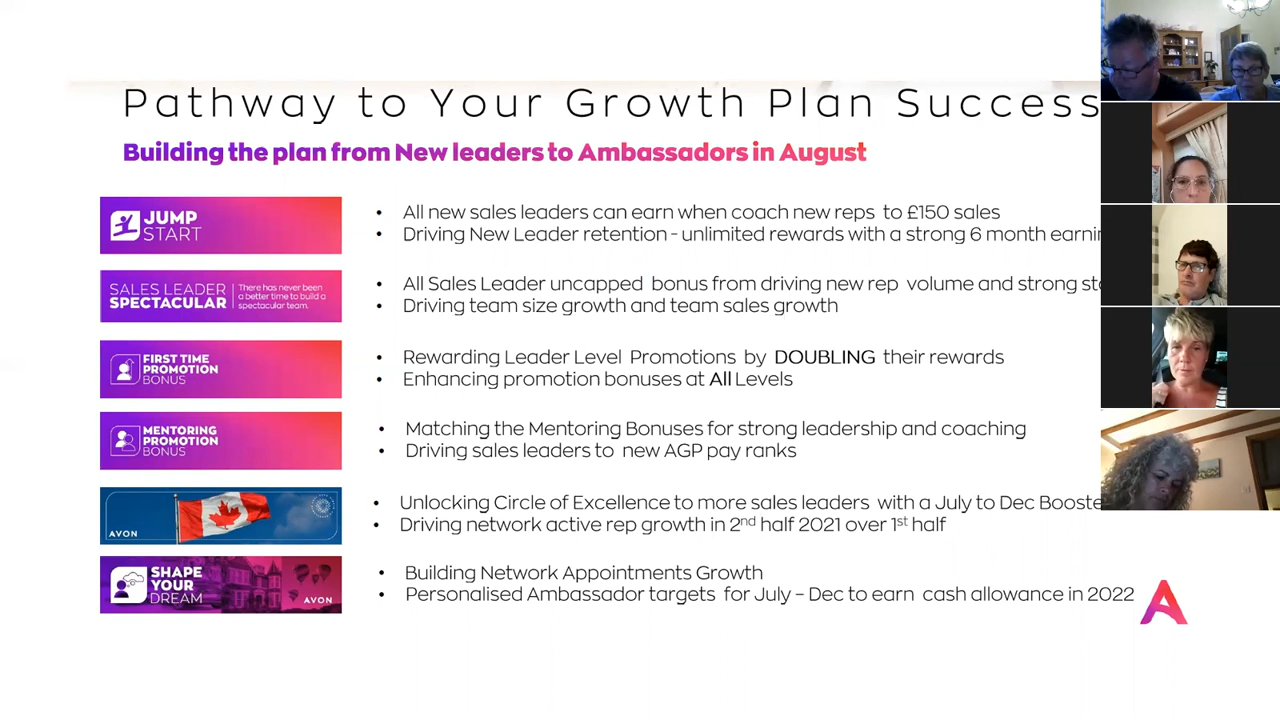 Pathway to Your Growth Plan Success
Building the plan from New leaders to Ambassadors in August
JUMP
START
• All new sales leaders can earn when coach new reps to £150 sales
• Driving New Leader retention - unlimited rewards with a strong 6 month
SALES LEADER
SPECTACULAR
There has never been
a better time to build a
spectacular team.
• All Sales Leader uncapped bonus from driving new rep volume and strong
• Driving team size growth and team sales growth
FIRST TIME
PROMOTION
BONUS
• Rewarding Leader Level Promotions by DOUBLING their rewards
• Enhancing promotion bonuses at All Levels
MENTORING
PROMOTION
BONUS
• Matching the Mentoring Bonuses for strong leadership and coaching
• Driving sales leaders to new AGP pay ranks
AVON
• Unlocking Circle of Excellence to more sales leaders with a July to Dec
• Driving network active rep growth in 2nd half 2021 over 1st half
SHAPE
YOUR
DREAM
AVON
• Building Network Appointments Growth
• Personalised Ambassador targets for July – Dec to earn cash allowance in 2022